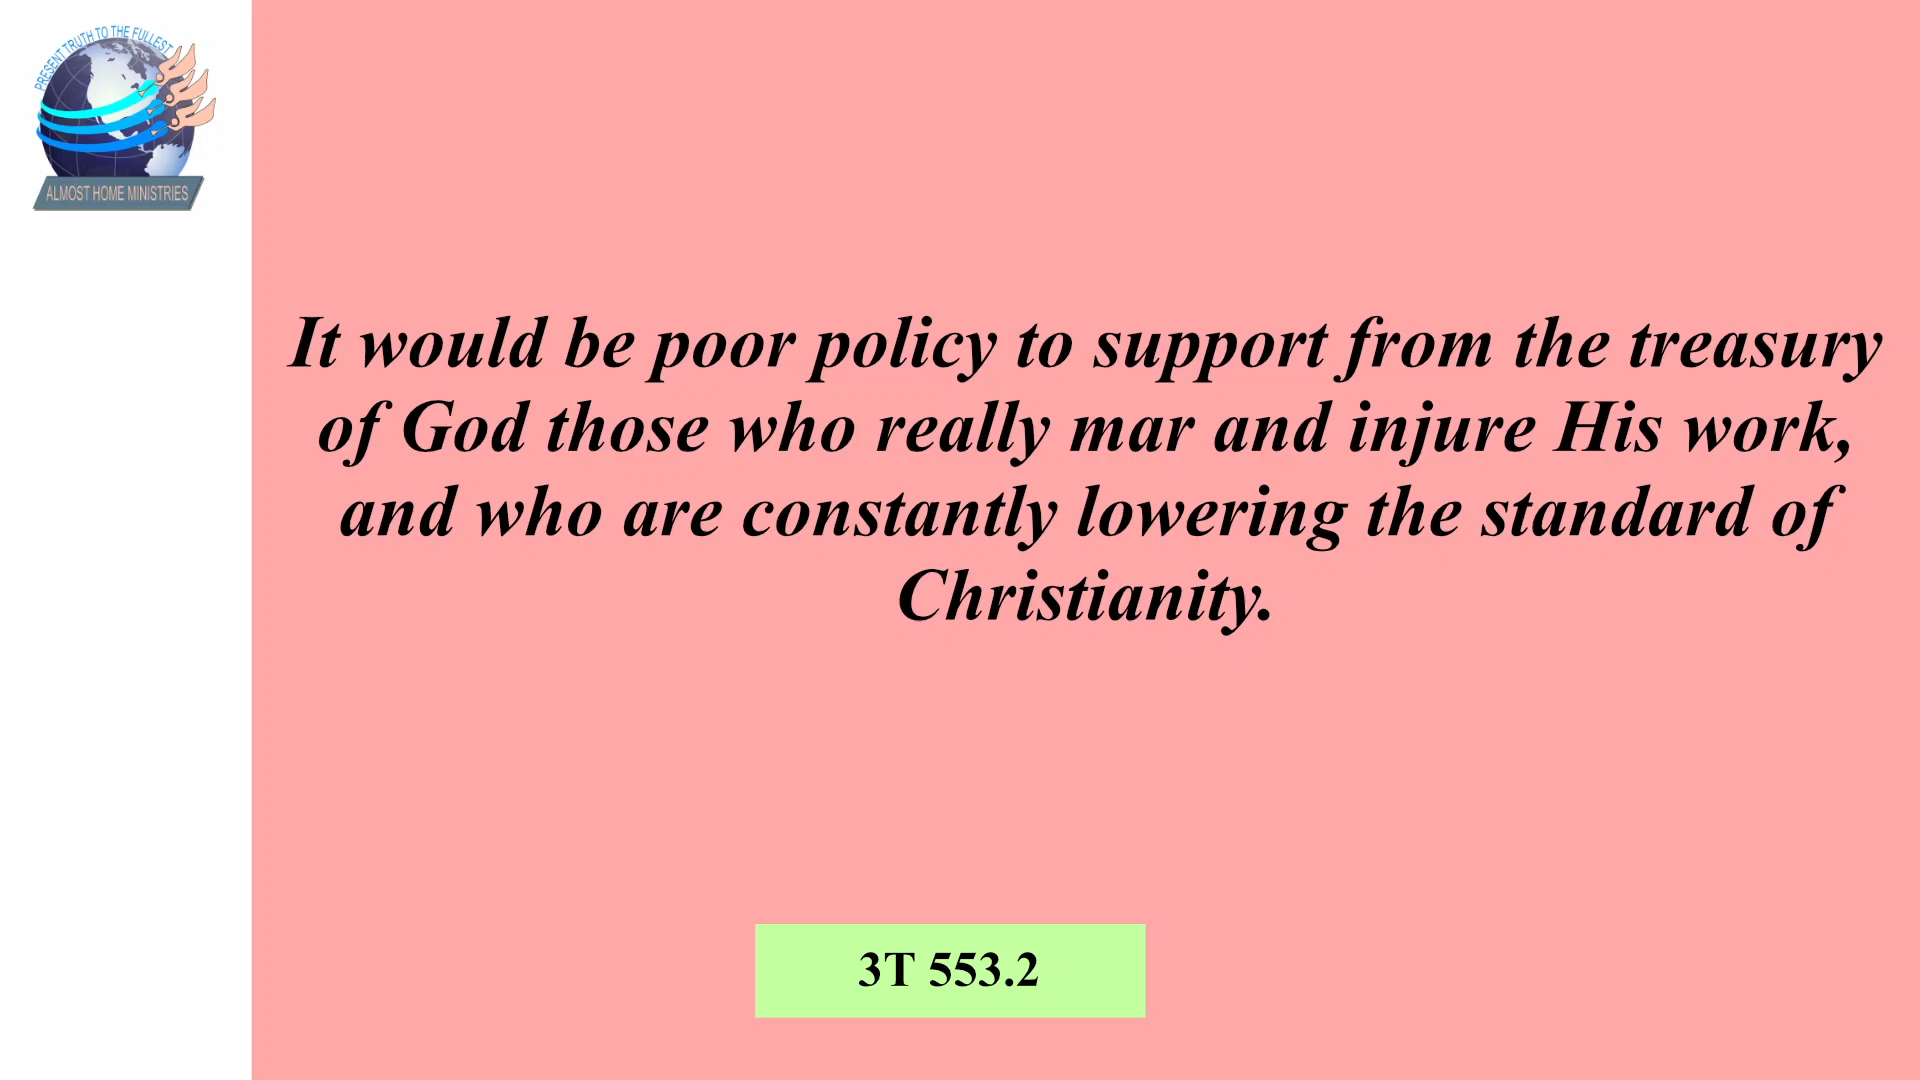 PRESENT TRUTH TO THE FULLEST
ALMOST HOME MINISTRIES
It would be poor policy to support from the treasury
of God those who really mar and injure His work,
and who are constantly lowering the standard of
Christianity.
3T 553.2